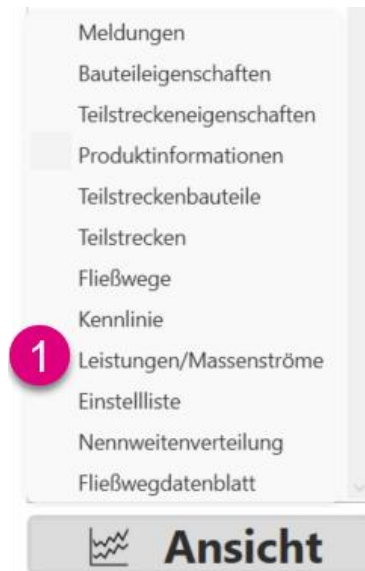 Meldungen
Bauteileigenschaften
Teilstreckeneigenschaften
Produktinformationen
Teilstreckenbauteile
Teilstrecken
Fließwege
Kennlinie
1 Leistungen/Massenströme
Einstellliste
Nennweitenverteilung
Fließwegdatenblatt
Ansicht